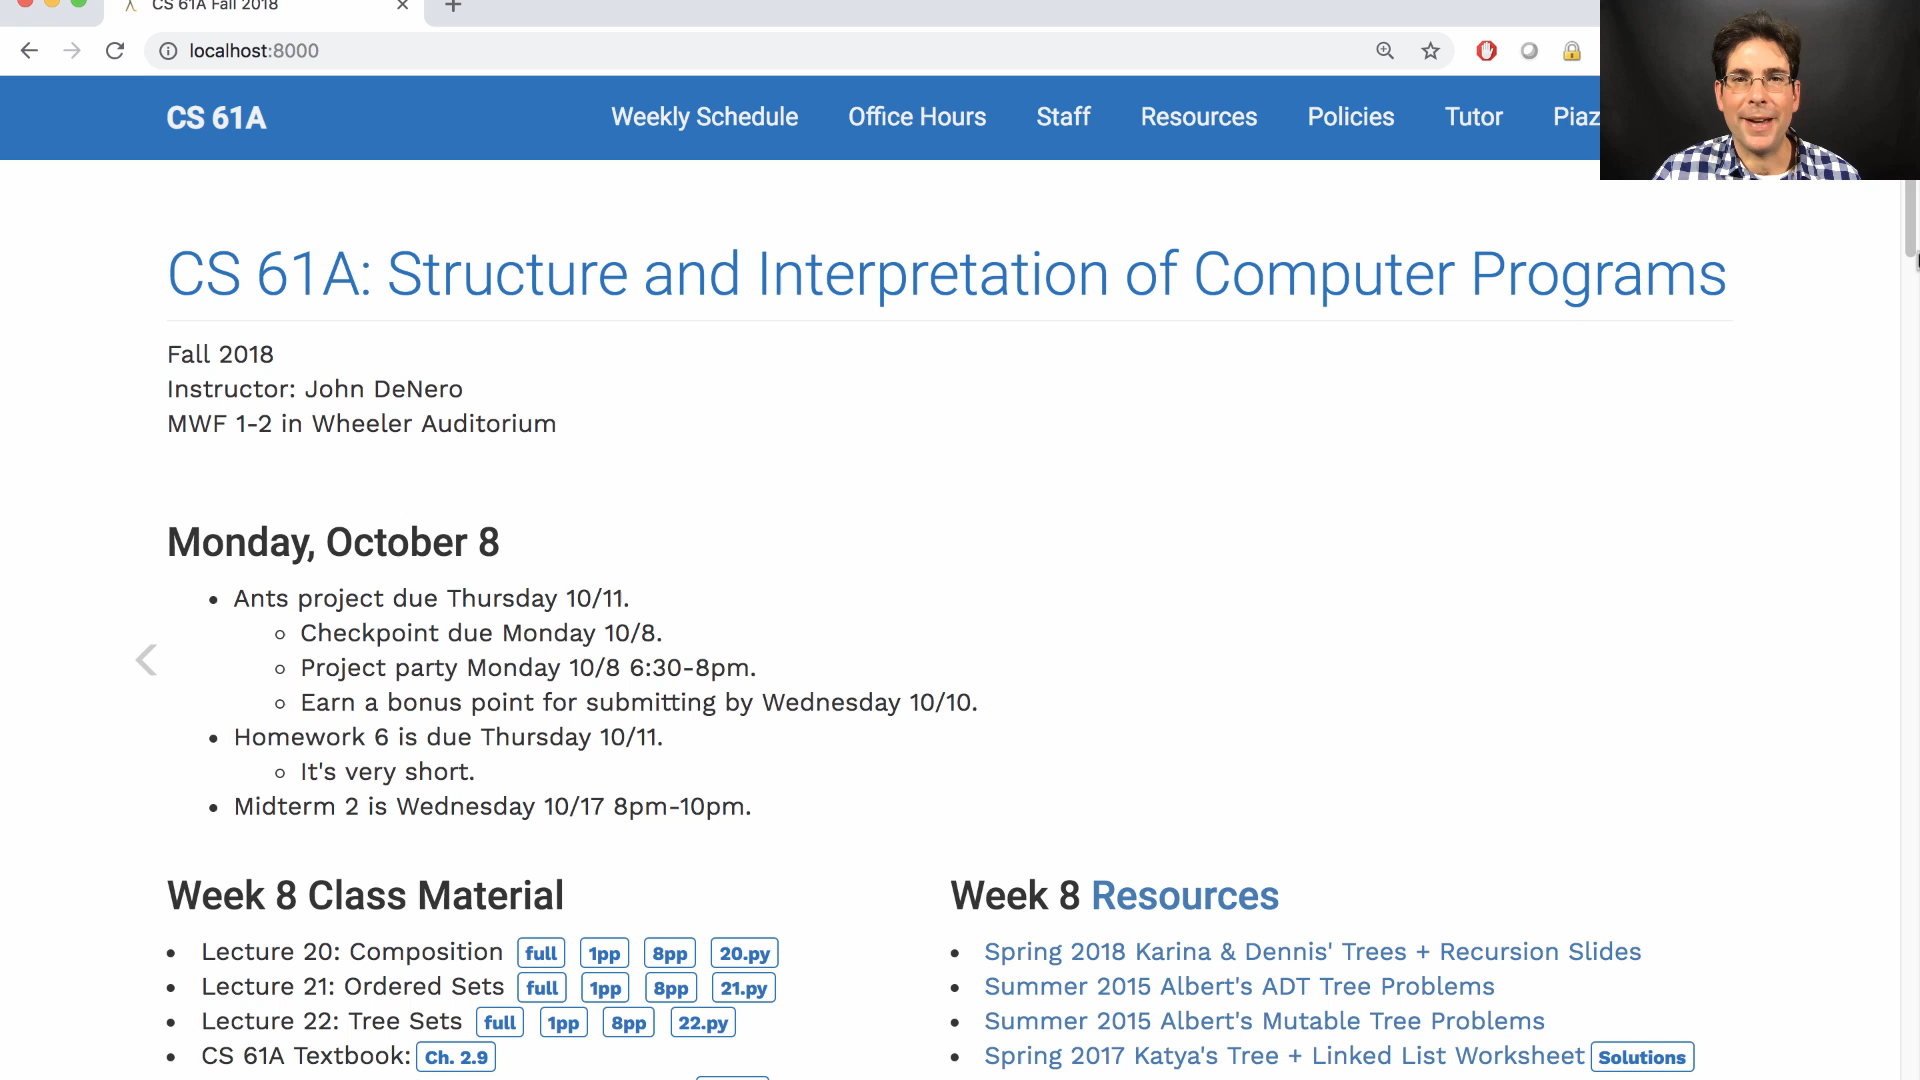 CS 61A Fall 2018
localhost:8000
CS 61A
Weekly Schedule
Office Hours
Staff
Resources
Policies
Tutor
Piaz
CS 61A: Structure and Interpretation of Computer Programs
Fall 2018
Instructor: John DeNero
MWF 1-2 in Wheeler Auditorium
Monday, October 8
Ants project due Thursday 10/11.
Checkpoint due Monday 10/8.
Project party Monday 10/8 6:30-8pm.
Earn a bonus point for submitting by Wednesday 10/10.
Homework 6 is due Thursday 10/11.
It's very short.
Midterm 2 is Wednesday 10/17 8pm-10pm.
Week 8 Class Material
Lecture 20: Composition full 1pp 8pp 20.py
Lecture 21: Ordered Sets full 1pp 8pp 21.py
Lecture 22: Tree Sets full 1pp 8pp 22.py
CS 61A Textbook: Ch. 2.9
Week 8 Resources
Spring 2018 Karina & Dennis' Trees + Recursion Slides
Summer 2015 Albert's ADT Tree Problems
Summer 2015 Albert's Mutable Tree Problems
Spring 2017 Katya's Tree + Linked List Worksheet Solutions